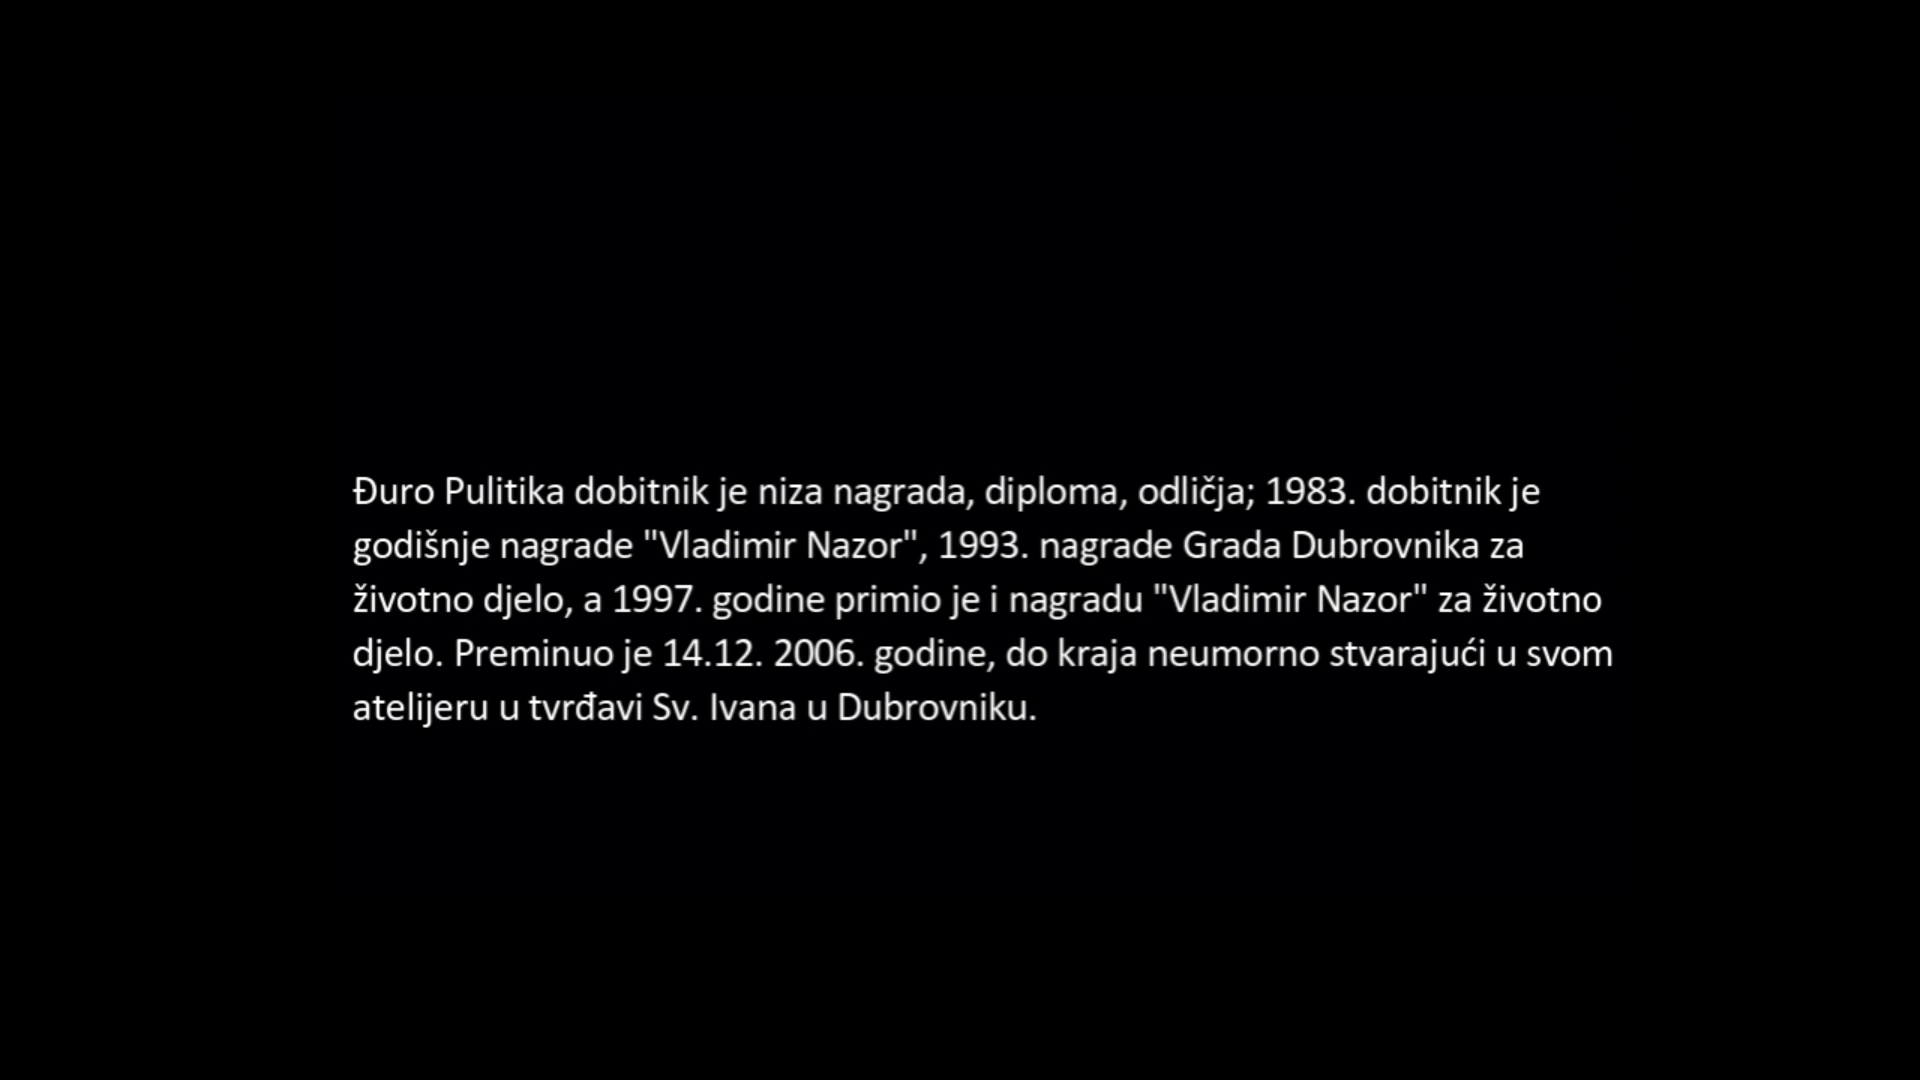 Đuro Pulitika dobitnik je niza nagrada, diploma, odličja; 1983. dobitnik je
godišnje nagrade "Vladimir Nazor", 1993. nagrade Grada Dubrovnika za
životno djelo, a 1997. godine primio je i nagradu "Vladimir Nazor" za životno
djelo. Preminuo je 14.12. 2006. godine, do kraja neumorno stvarajući u svom
atelijeru u tvrđavi Sv. Ivana u Dubrovniku.